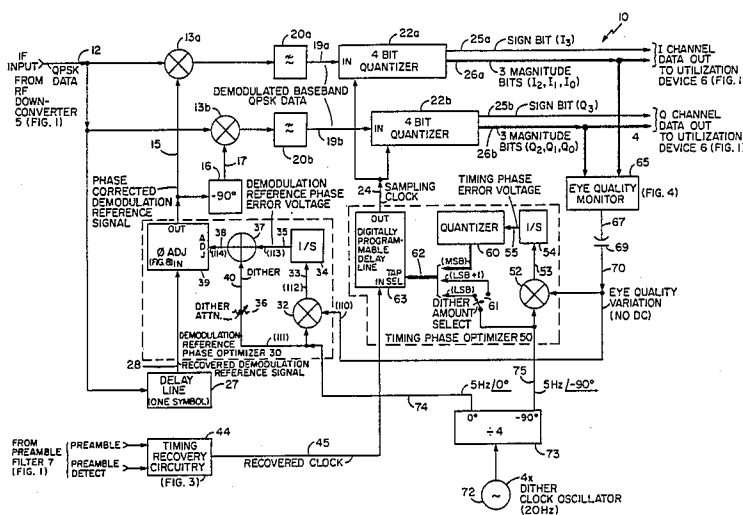 10
12
IF
INPUT
QPSK
DATA
FROM
RF
DOWN-
CONVERTER
5 (FIG. 1)
13a
20a
≈
19a
22a
IN
4 BIT
QUANTIZER
25a
SIGN BIT (I3)
26a
3 MAGNITUDE
BITS (I2, I1, I0)
I CHANNEL
DATA OUT
TO UTILIZATION
DEVICE 6 (FIG. 1
DEMODULATED BASEBAND
QPSK DATA
13b
20b
≈
19b
22b
IN
4 BIT
QUANTIZER
25b
SIGN BIT (Q3)
26b
3 MAGNITUDE
BITS (Q2, Q1, Q0)
4
Q CHANNEL
DATA OUT
TO UTILIZATION
DEVICE 6 (FIG. 1
15
16
17
-90°
PHASE
CORRECTED
DEMODULATION
REFERENCE
SIGNAL
DEMODULATION
REFERENCE PHASE
ERROR VOLTAGE
24
SAMPLING
CLOCK
TIMING PHASE
ERROR VOLTAGE
65
EYE QUALITY
MONITOR
(FIG. 4)
67
69
70
EYE QUALITY
VARIATION
(NO DC)
OUT
Ø ADJ
(FIG. 8) IN
A
D
J
39
38
(114)
37
35
(113)
I/S
34
33
(112)
32
(110)
40
DITHER
DITHER
ATTN.
36
(111)
DEMODULATION
REFERENCE
PHASE OPTIMIZER 30
OUT
DIGITALLY
PROGRAM-
MABLE
DELAY
LINE
TAP
IN SEL
63
62
QUANTIZER
60
55
I/S
54
53
52
(MSB)
(LSB+1)
(LSB)
61
DITHER
AMOUNT
SELECT
TIMING PHASE OPTIMIZER 50
28
RECOVERED DEMODULATION
REFERENCE SIGNAL
DELAY
LINE
(ONE SYMBOL)
27
74
75
5Hz/0°
5Hz/-90°
0°
-90°
÷4
73
FROM
PREAMBLE
FILTER 7
(FIG. 1)
PREAMBLE
PREAMBLE
DETECT
44
TIMING
RECOVERY
CIRCUITRY
(FIG. 3)
45
RECOVERED CLOCK
72
~
4x
DITHER
CLOCK OSCILLATOR
(20Hz)